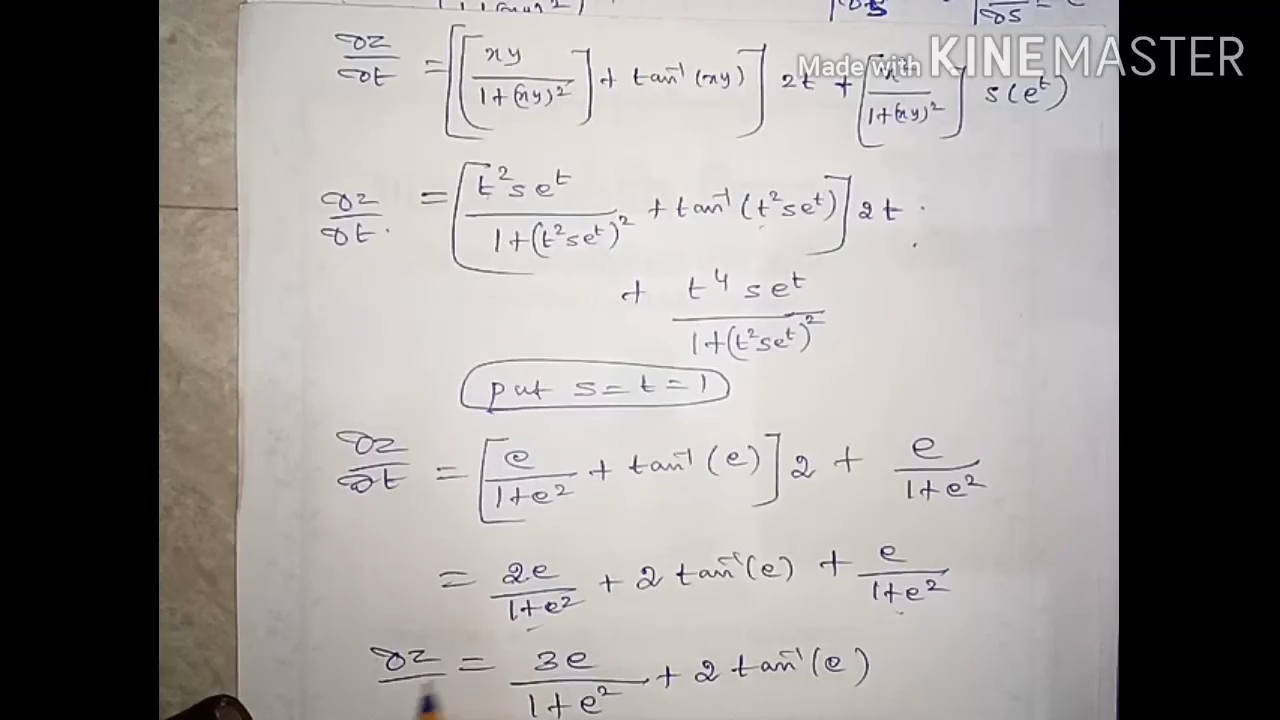 Made with KINEMASTER
∂z/∂t = [[xy/1+(xy)²] + tan⁻¹(xy)] 2t + [x²/1+(xy)²] s(eᵗ)
∂z/∂t. = [t²seᵗ/1+(t²seᵗ)² + tan⁻¹(t²seᵗ)] 2t .
+ t⁴seᵗ/1+(t²seᵗ)²
put s = t = 1
∂z/∂t = [e/1+e² + tan⁻¹(e)] 2 + e/1+e²
= 2e/1+e² + 2 tan⁻¹(e) + e/1+e²
∂z = 3e/1+e² + 2 tan⁻¹(e)